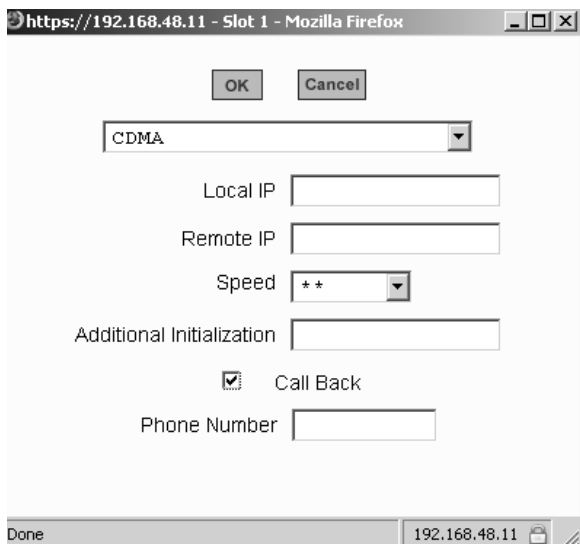 https://192.168.48.11 - Slot 1 - Mozilla Firefox
OK Cancel
CDMA
Local IP
Remote IP
Speed **
Additional Initialization
Call Back
Phone Number
Done 192.168.48.11